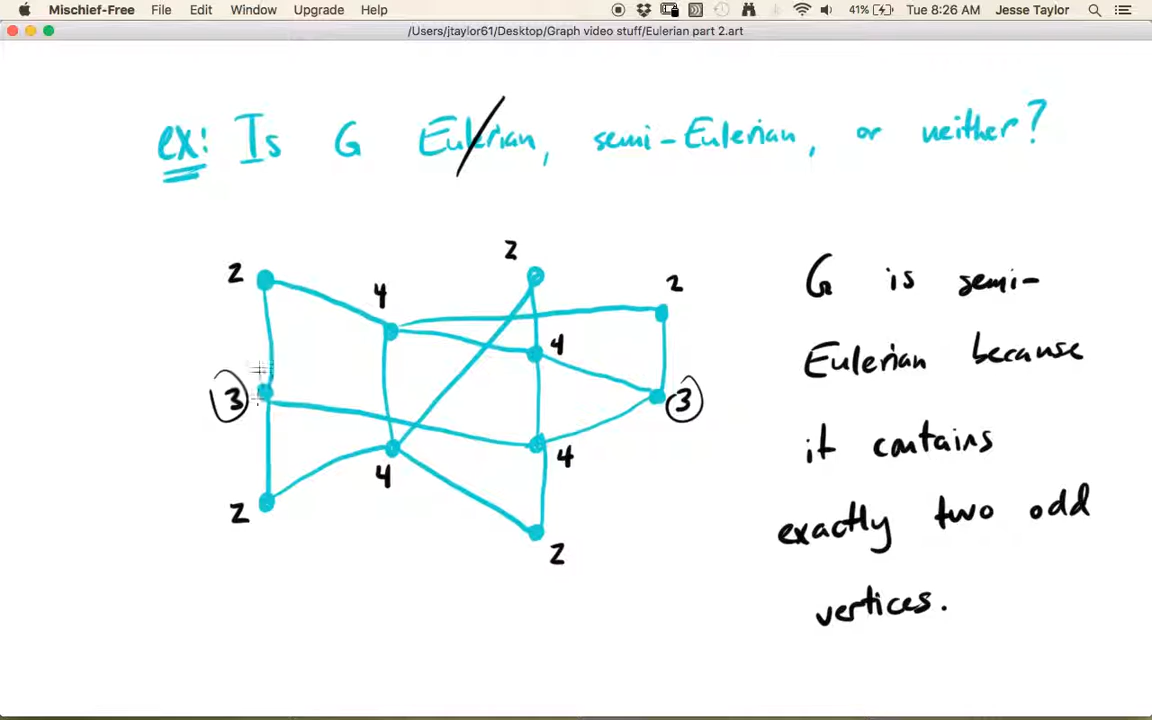 Mischief-Free File Edit Window Upgrade Help 41% Tue 8:26 AM Jesse Taylor
/Users/jtaylor61/Desktop/Graph video stuff/Eulerian part 2.art
ex: Is G Eulerian, semi-Eulerian, or neither?
2
2
4
2
4
3
3
4
4
2
2
G is semi-
Eulerian because
it contains
exactly two odd
vertices.